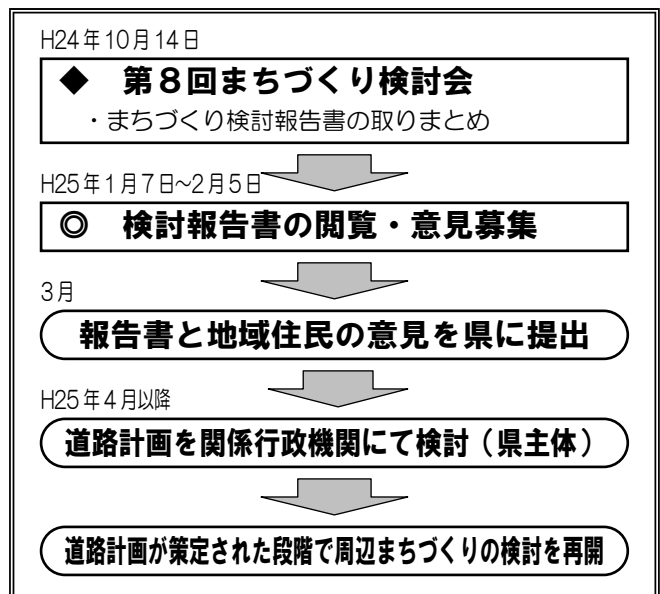 H24年10月14日
◆ 第8回まちづくり検討会
・まちづくり検討報告書の取りまとめ
H25年1月7日~2月5日
◎ 検討報告書の閲覧・意見募集
3月
報告書と地域住民の意見を県に提出
H25年4月以降
道路計画を関係行政機関にて検討（県主体）
道路計画が策定された段階で周辺まちづくりの検討を再開